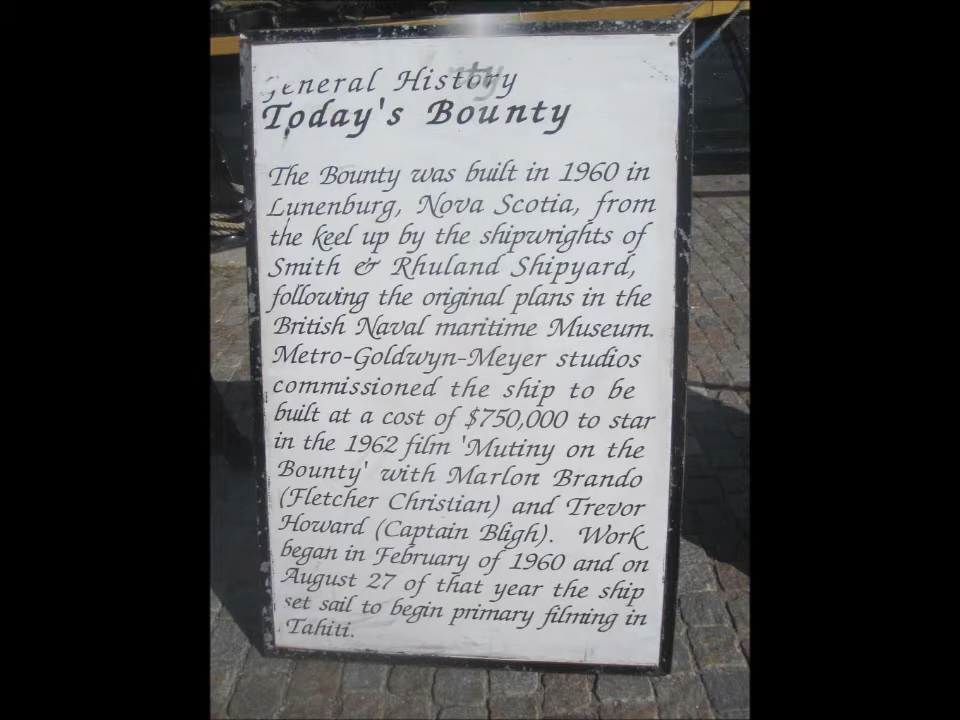 General History
Today's Bounty
The Bounty was built in 1960 in
Lunenburg, Nova Scotia, from
the keel up by the shipwrights of
Smith & Rhuland Shipyard,
following the original plans in the
British Naval maritime Museum.
Metro-Goldwyn-Meyer studios
commissioned the ship to be
built at a cost of $750,000 to star
in the 1962 film 'Mutiny on the
Bounty' with Marlon Brando
(Fletcher Christian) and Trevor
Howard (Captain Bligh). Work
began in February of 1960 and on
August 27 of that year the ship
set sail to begin primary filming in
Tahiti.